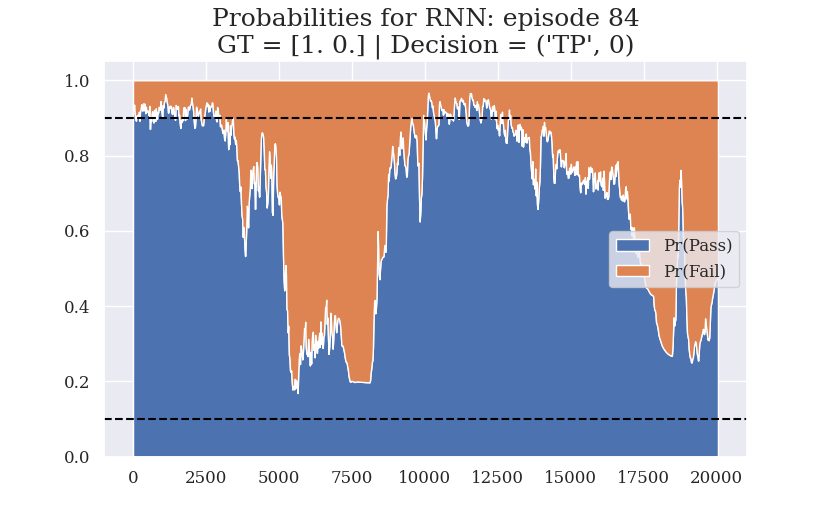 Probabilities for RNN: episode 84
GT = [1. 0.] | Decision = ('TP', 0)
1.0
0.8
0.6
0.4
0.2
0.0
Pr(Pass)
Pr(Fail)
0 2500 5000 7500 10000 12500 15000 17500 20000